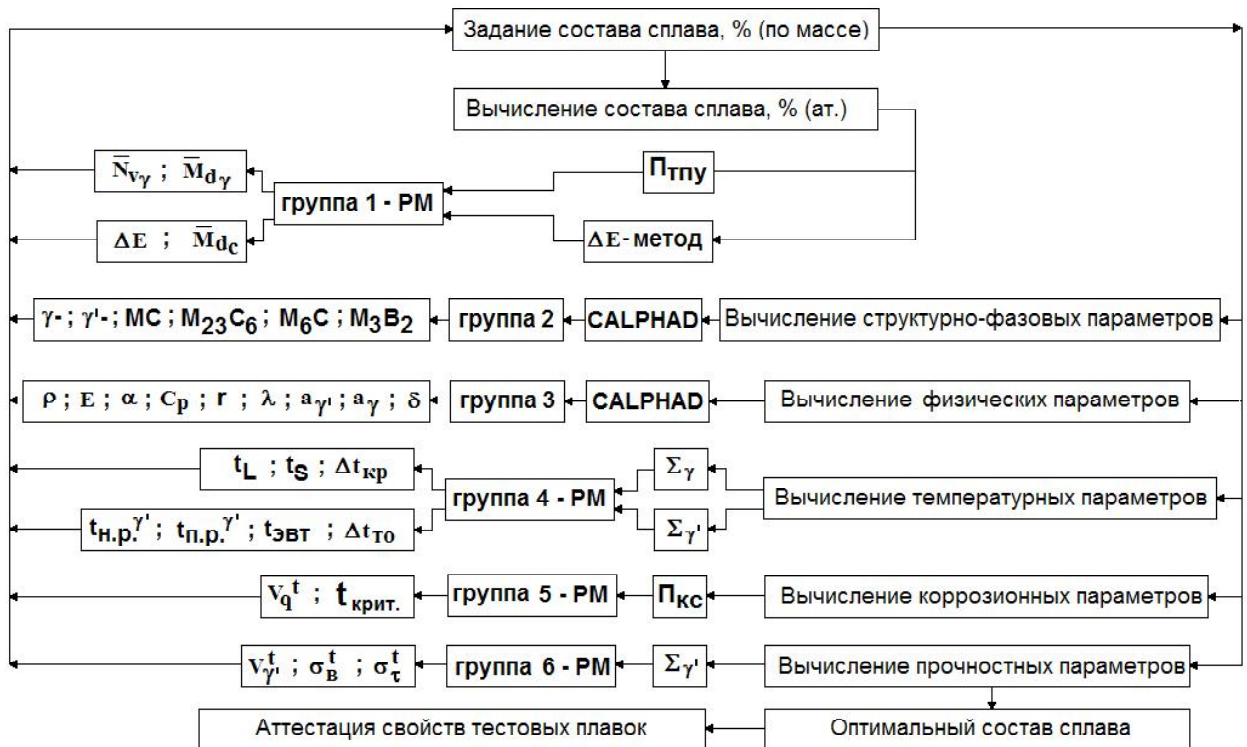 Задание состава сплава, % (по массе)
Вычисление состава сплава, % (ат.)
N̅vγ ; M̅dγ
группа 1 - РМ
Птпу
ΔE ; M̅dc
ΔE- метод
γ- ; γ'- ; MC ; M23C6 ; M6C ; M3B2
группа 2
CALPHAD
Вычисление структурно-фазовых параметров
ρ ; E ; α ; Cp ; r ; λ ; aγ' ; aγ ; δ
группа 3
CALPHAD
Вычисление физических параметров
tL ; tS ; Δtкр
группа 4 - РМ
Σγ
Вычисление температурных параметров
tн.р.γ' ; tп.р.γ' ; tэвт ; Δtто
Σγ'
Vqt ; tкрит.
группа 5 - РМ
Пкс
Вычисление коррозионных параметров
Vγ't ; σвt ; στt
группа 6 - РМ
Σγ'
Вычисление прочностных параметров
Аттестация свойств тестовых плавок
Оптимальный состав сплава